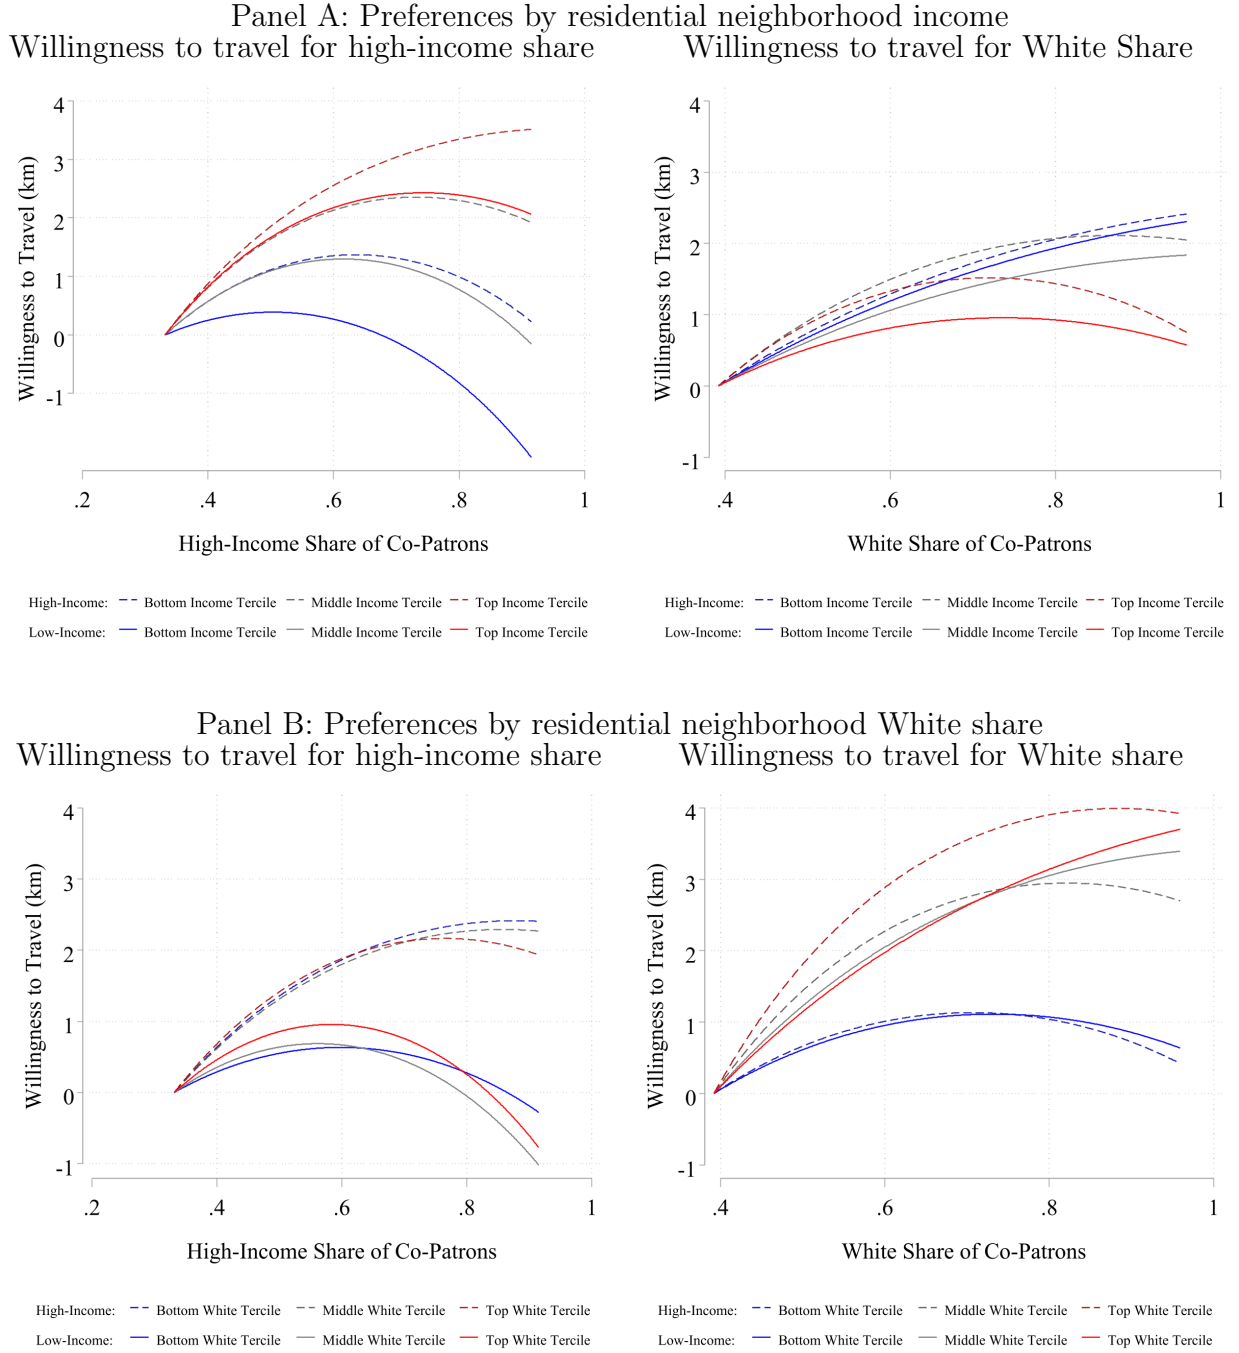 Panel A: Preferences by residential neighborhood income
Willingness to travel for high-income share
Willingness to Travel (km)
4
3
2
1
0
-1
.2 .4 .6 .8 1
High-Income Share of Co-Patrons
High-Income: Bottom Income Tercile Middle Income Tercile Top Income Tercile
Low-Income: Bottom Income Tercile Middle Income Tercile Top Income Tercile
Willingness to travel for White Share
Willingness to Travel (km)
4
3
2
1
0
-1
.4 .6 .8 1
White Share of Co-Patrons
High-Income: Bottom Income Tercile Middle Income Tercile Top Income Tercile
Low-Income: Bottom Income Tercile Middle Income Tercile Top Income Tercile
Panel B: Preferences by residential neighborhood White share
Willingness to travel for high-income share
Willingness to Travel (km)
4
3
2
1
0
-1
.2 .4 .6 .8 1
High-Income Share of Co-Patrons
High-Income: Bottom White Tercile Middle White Tercile Top White Tercile
Low-Income: Bottom White Tercile Middle White Tercile Top White Tercile
Willingness to travel for White share
Willingness to Travel (km)
4
3
2
1
0
-1
.4 .6 .8 1
White Share of Co-Patrons
High-Income: Bottom White Tercile Middle White Tercile Top White Tercile
Low-Income: Bottom White Tercile Middle White Tercile Top White Tercile